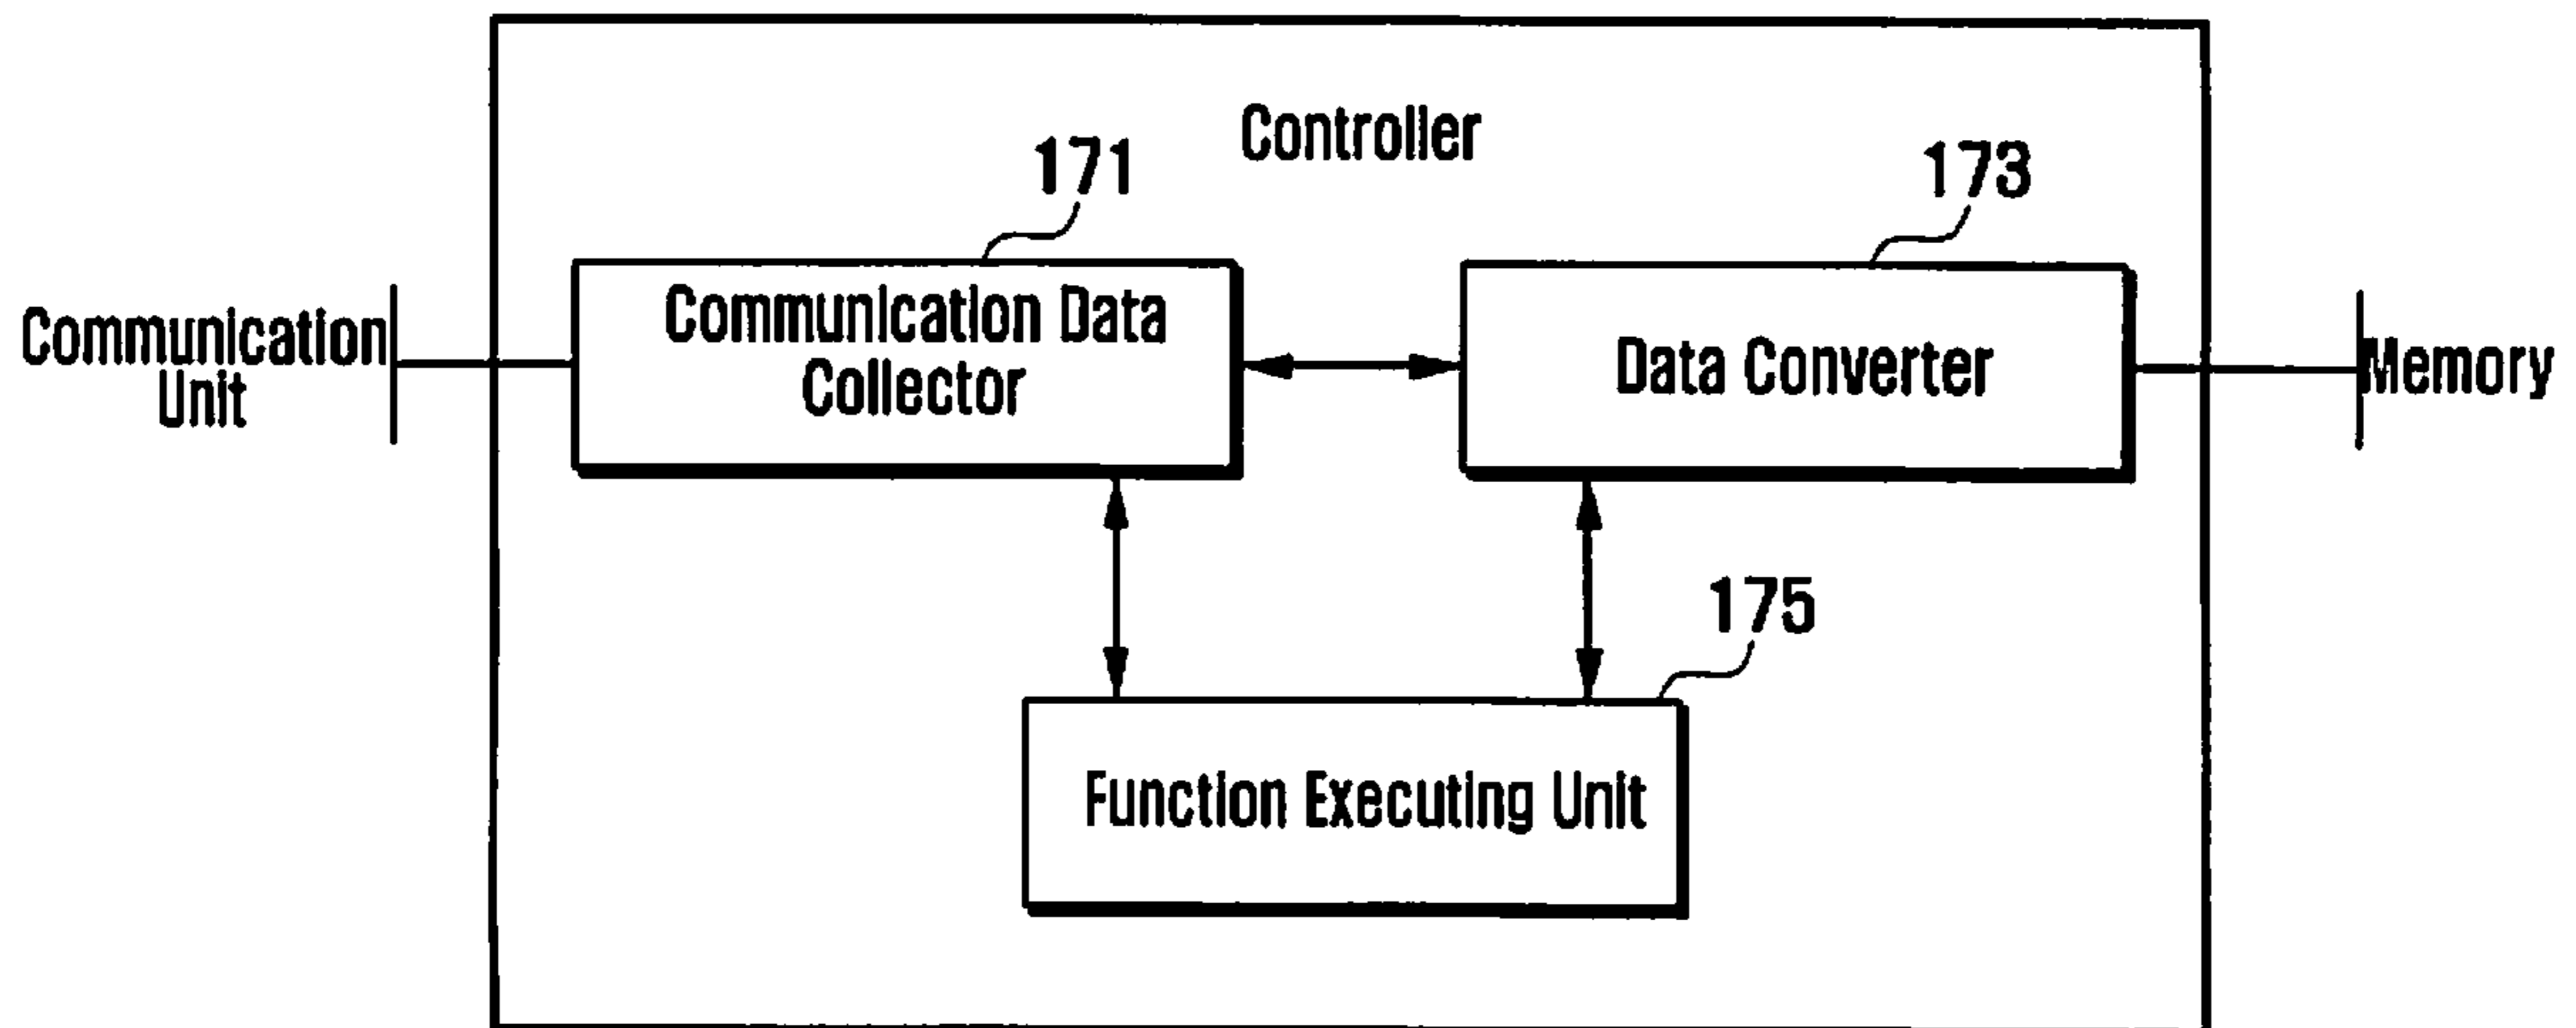 Controller
171
173
Communication
Unit
Communication Data
Collector
Data Converter
Memory
175
Function Executing Unit